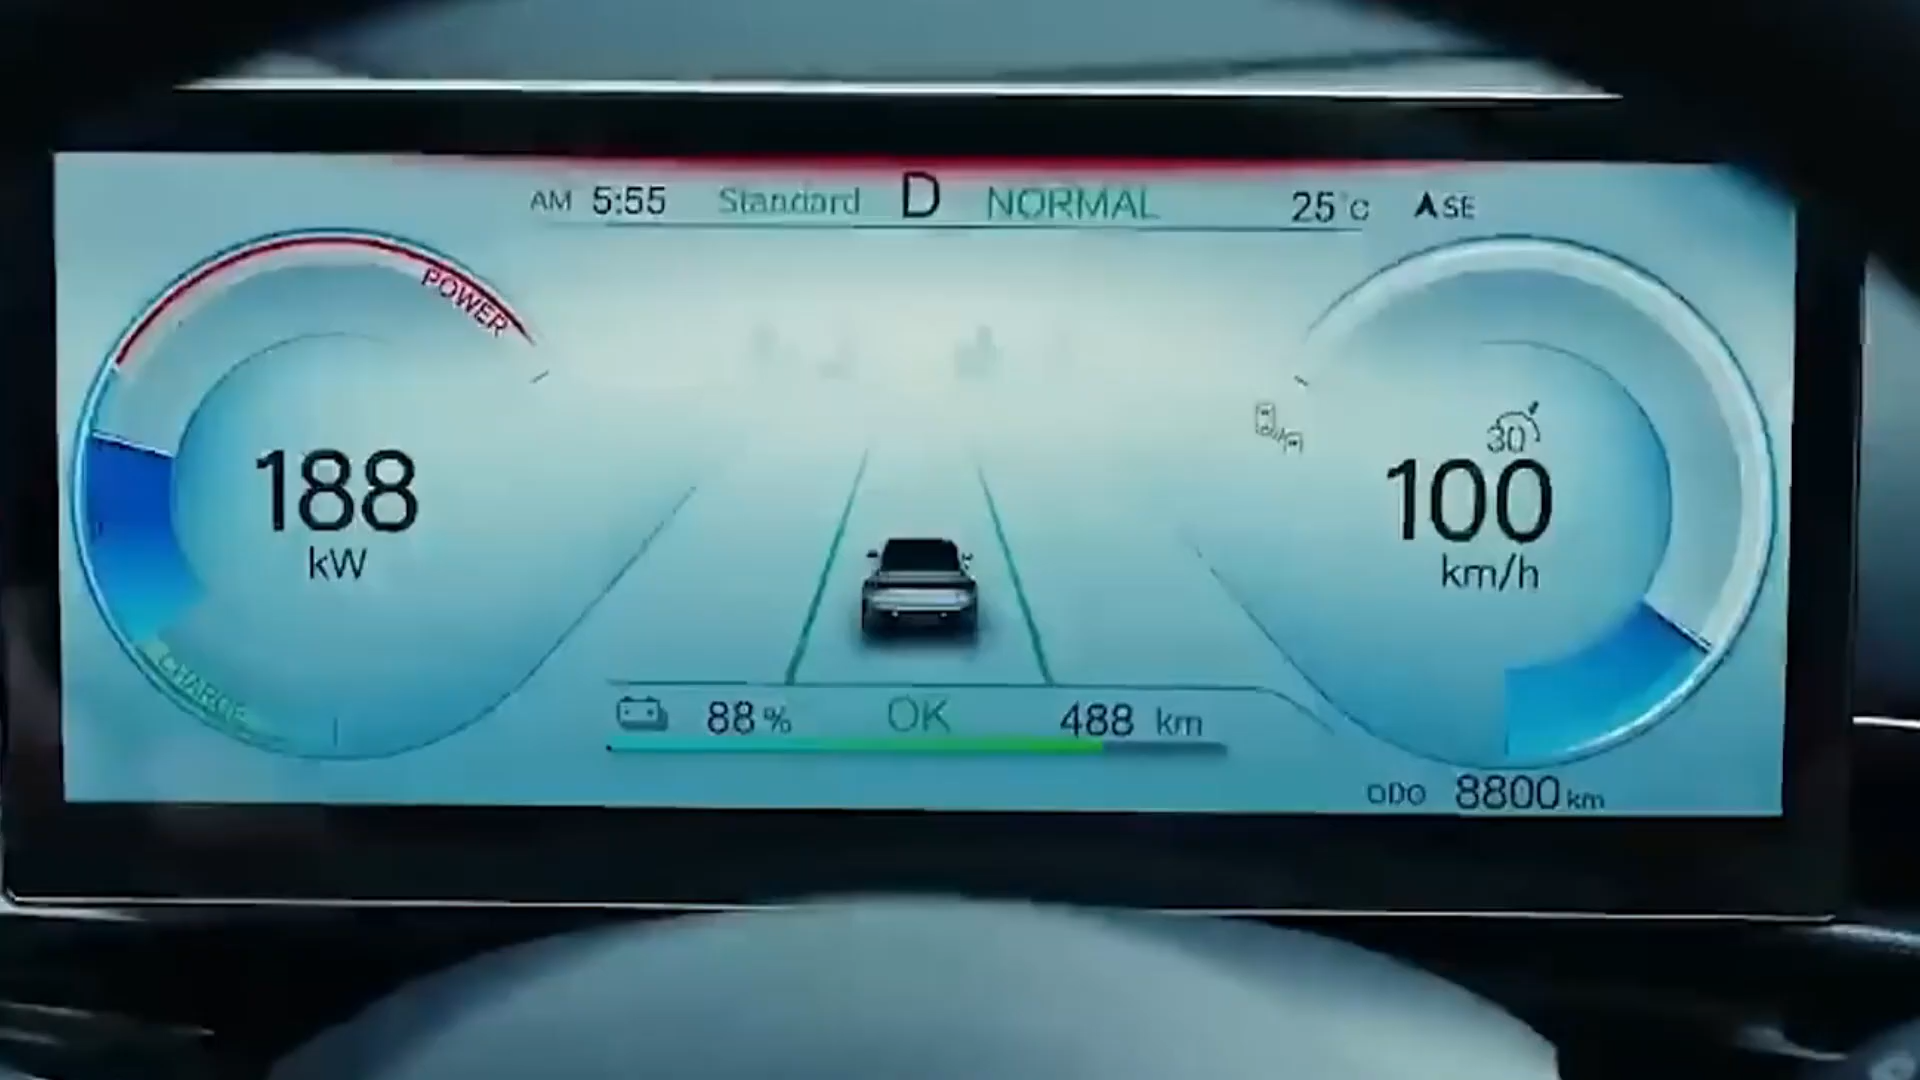 AM 5:55 Standard D NORMAL 25°C SE
POWER
30
188
kW
100
km/h
CHARGE
88% OK 488 km
ODO 8800 km